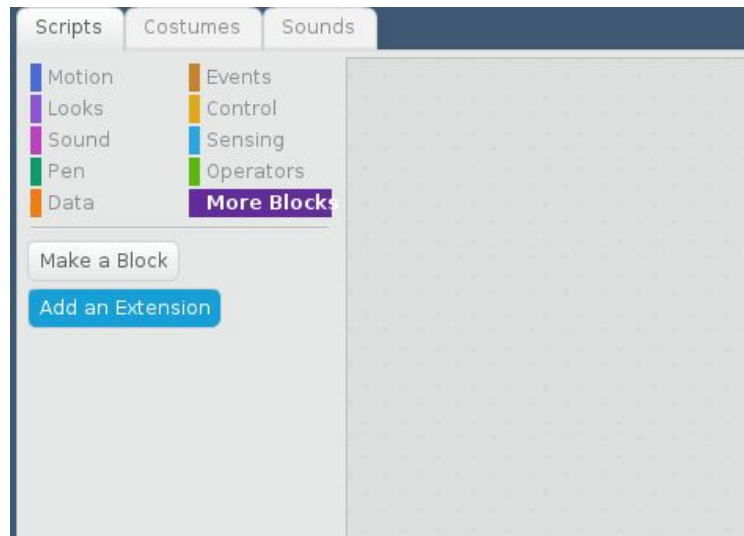 Scripts Costumes Sounds
Motion Events
Looks Control
Sound Sensing
Pen Operators
Data More Blocks
Make a Block
Add an Extension